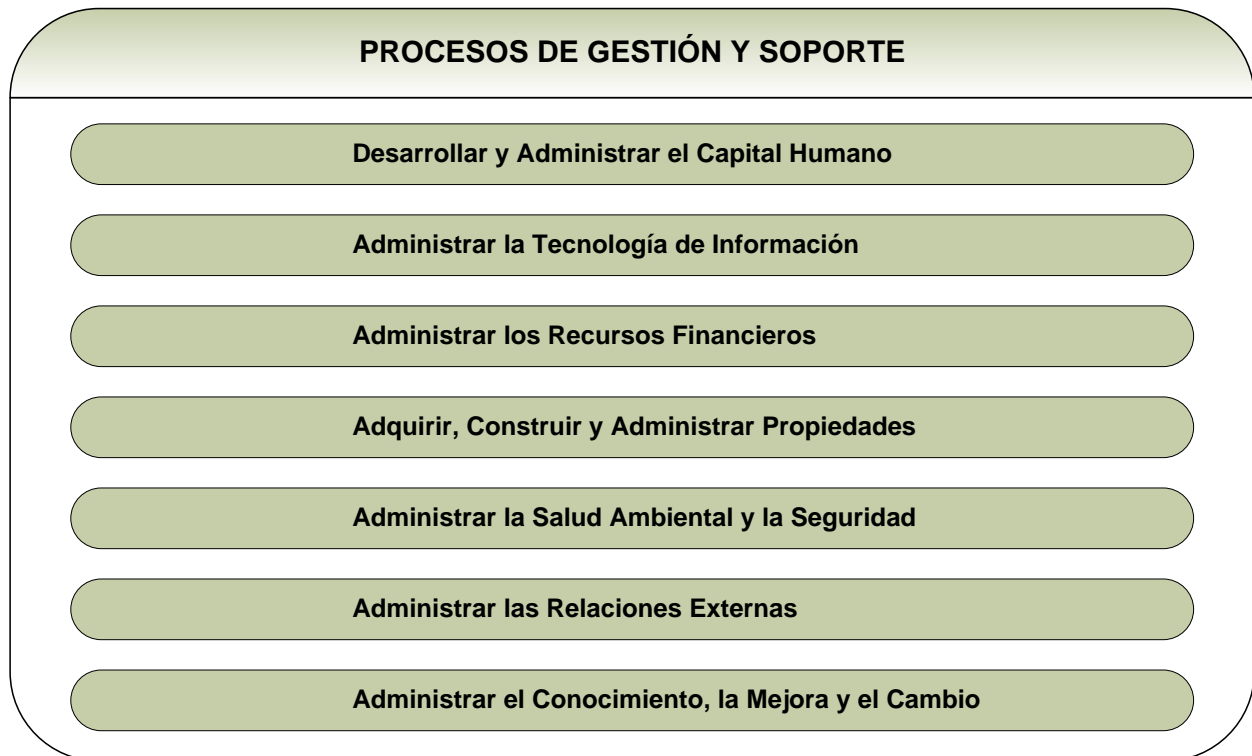 PROCESOS DE GESTIÓN Y SOPORTE
Desarrollar y Administrar el Capital Humano
Administrar la Tecnología de Información
Administrar los Recursos Financieros
Adquirir, Construir y Administrar Propiedades
Administrar la Salud Ambiental y la Seguridad
Administrar las Relaciones Externas
Administrar el Conocimiento, la Mejora y el Cambio